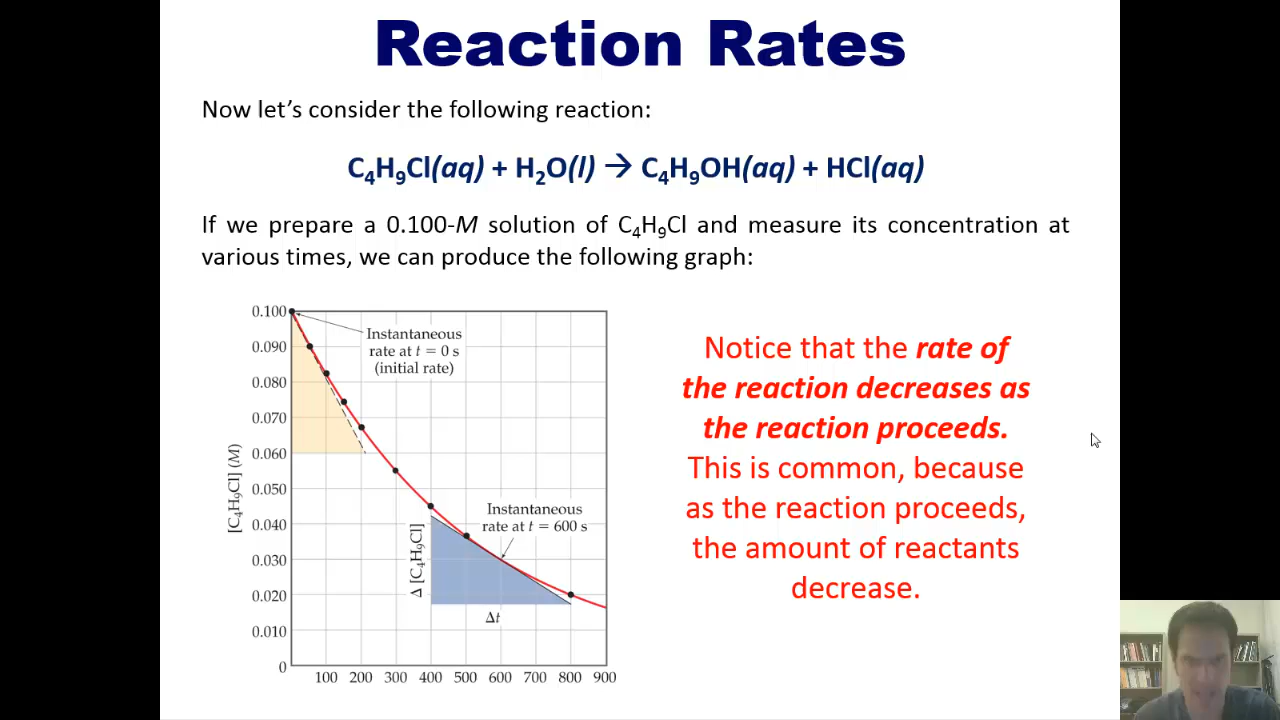 Reaction Rates
Now let's consider the following reaction:
C₄H₉Cl(aq) + H₂O(l) → C₄H₉OH(aq) + HCl(aq)
If we prepare a 0.100-M solution of C₄H₉Cl and measure its concentration at
various times, we can produce the following graph:
0.100
0.090
0.080
0.070
0.060
0.050
0.040
0.030
0.020
0.010
0
[C₄H₉Cl] (M)
Instantaneous
rate at t = 0 s
(initial rate)
Instantaneous
rate at t = 600 s
Δ [C₄H₉Cl]
Δt
100 200 300 400 500 600 700 800 900
Notice that the rate of
the reaction decreases as
the reaction proceeds.
This is common, because
as the reaction proceeds,
the amount of reactants
decrease.